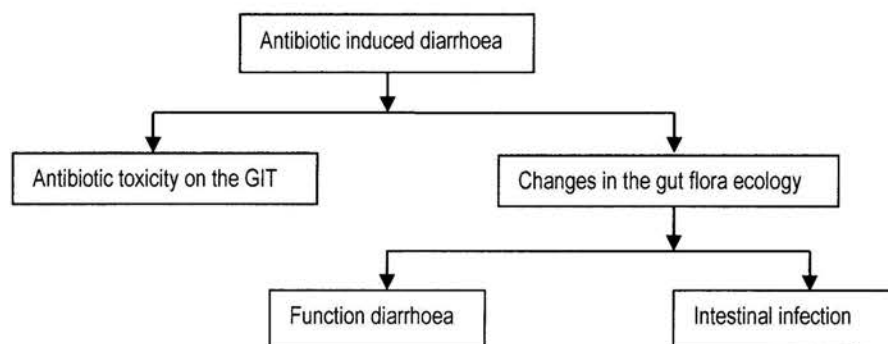 Antibiotic induced diarrhoea
Antibiotic toxicity on the GIT
Changes in the gut flora ecology
Function diarrhoea
Intestinal infection